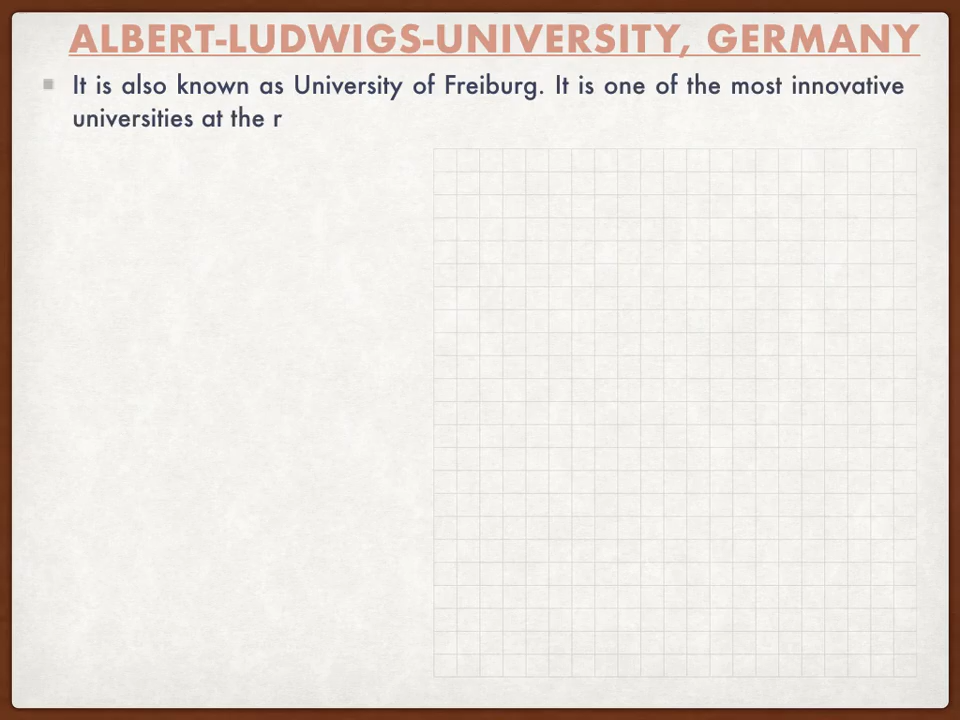 ALBERT-LUDWIGS-UNIVERSITY, GERMANY
It is also known as University of Freiburg. It is one of the most innovative
universities at the r